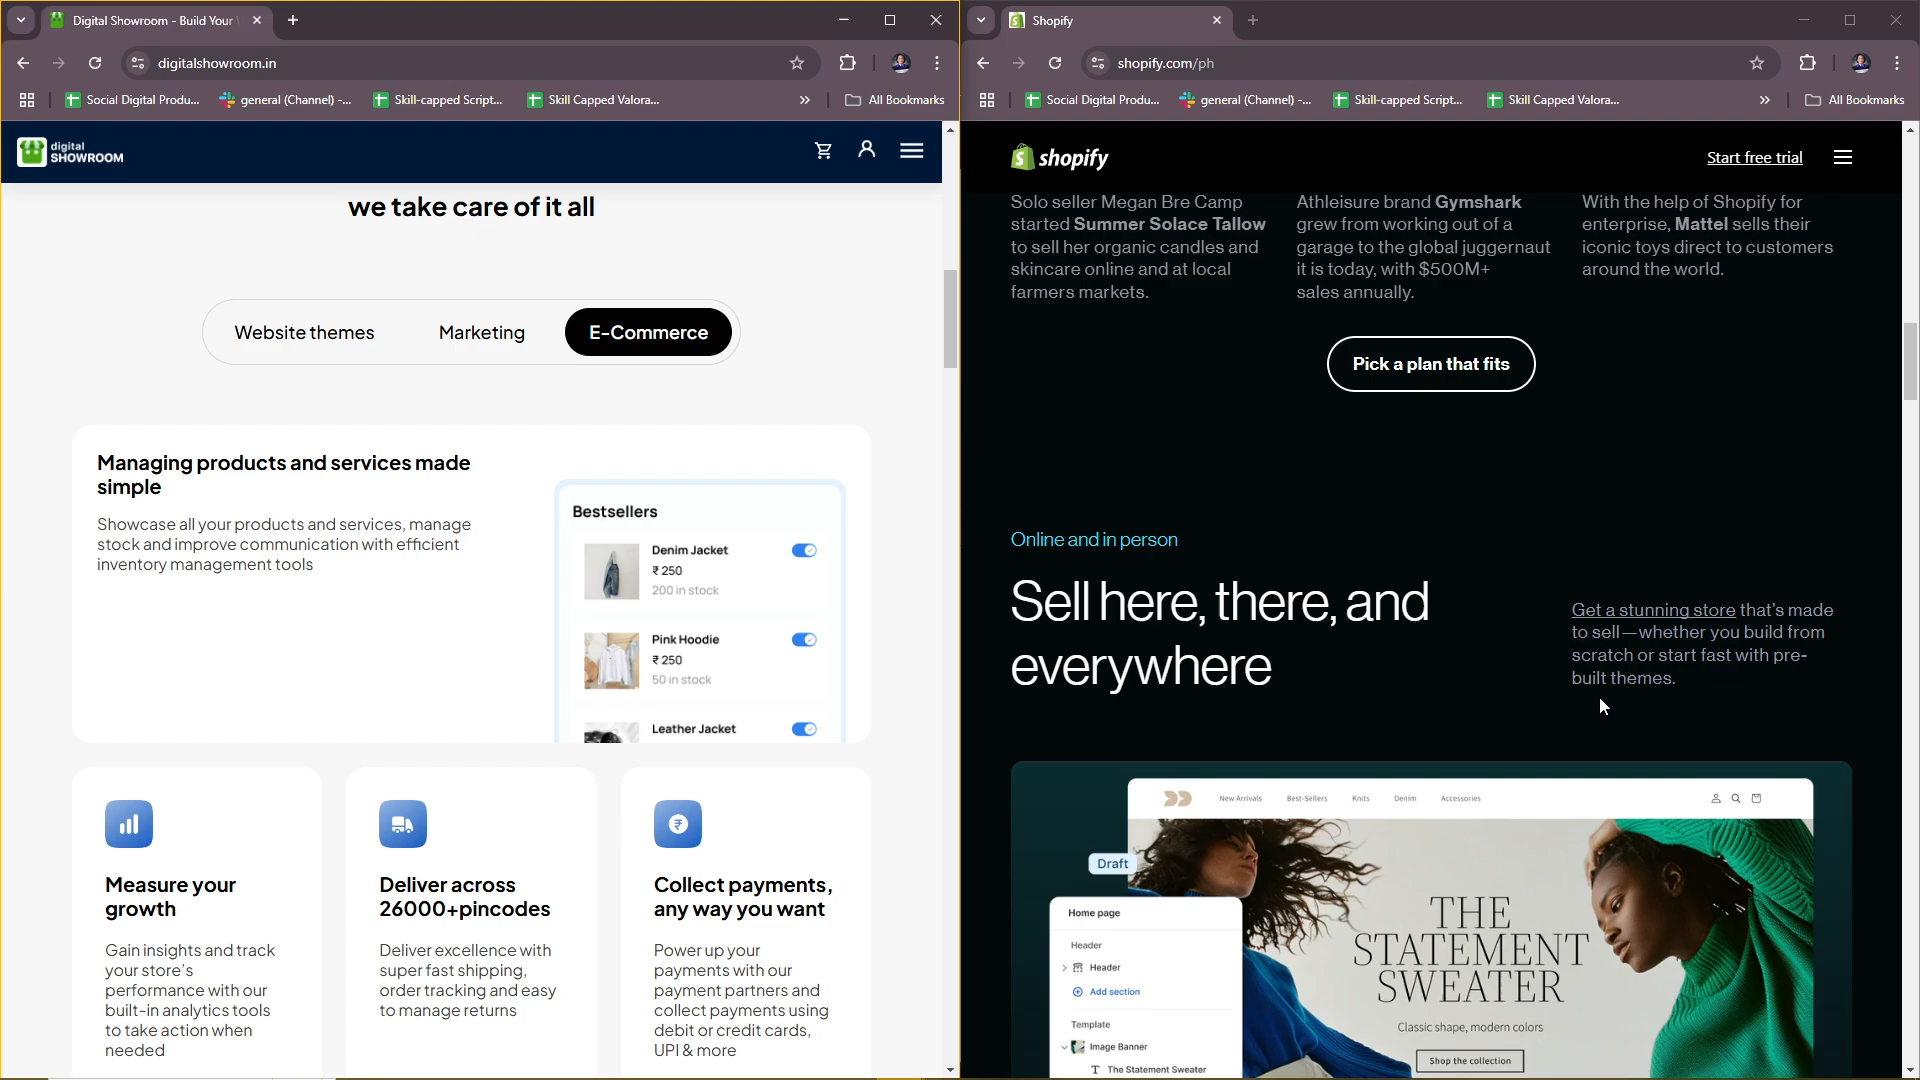 Digital Showroom - Build Your
digitalshowroom.in
Social Digital Produ...
general (Channel) -...
Skill-capped Script...
Skill Capped Valora...
»
All Bookmarks
digital
SHOWROOM
we take care of it all
Website themes
Marketing
E-Commerce
Managing products and services made
simple
Showcase all your products and services, manage
stock and improve communication with efficient
inventory management tools
Bestsellers
Denim Jacket
₹ 250
200 in stock
Pink Hoodie
₹ 250
50 in stock
Leather Jacket
Measure your
growth
Gain insights and track
your store's
performance with our
built-in analytics tools
to take action when
needed
Deliver across
26000+pincodes
Deliver excellence with
super fast shipping,
order tracking and easy
to manage returns
₹
Collect payments,
any way you want
Power up your
payments with our
payment partners and
collect payments using
debit or credit cards,
UPI & more
Shopify
shopify.com/ph
Social Digital Produ...
general (Channel) -...
Skill-capped Script...
Skill Capped Valora...
»
All Bookmarks
shopify
Start free trial
Solo seller Megan Bre Camp
started Summer Solace Tallow
to sell her organic candles and
skincare online and at local
farmers markets.
Athleisure brand Gymshark
grew from working out of a
garage to the global juggernaut
it is today, with $500M+
sales annually.
With the help of Shopify for
enterprise, Mattel sells their
iconic toys direct to customers
around the world.
Pick a plan that fits
Online and in person
Sell here, there, and
everywhere
Get a stunning store that's made
to sell—whether you build from
scratch or start fast with pre-
built themes.
New Arrivals
Best-Sellers
Knits
Denim
Accessories
Draft
Home page
Header
Header
Add section
Template
Image Banner
The Statement Sweater
THE
STATEMENT
SWEATER
Classic shape, modern colors
Shop the collection